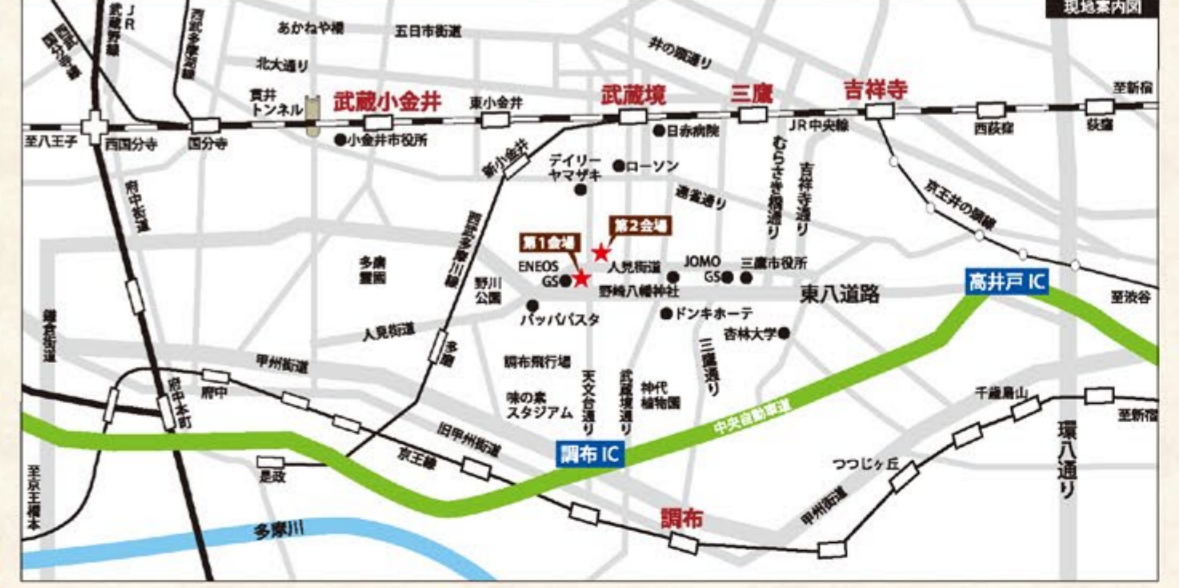 現地案内図
JR
武蔵野線
西武
国分寺線
西武多摩湖線
あかねや橋
五日市街道
井の頭通り
北大通り
貫井
トンネル
武蔵小金井
東小金井
武蔵境
三鷹
吉祥寺
至新宿
至八王子
西国分寺
国分寺
小金井市役所
日赤病院
JR中央線
西荻窪
荻窪
新小金井
デイリー
ヤマザキ
ローソン
むらさき橋通り
吉祥寺通り
連雀通り
京王井の頭線
府中街道
西武多摩川線
第1会場
第2会場
多磨
霊園
野川
公園
ENEOS
GS
人見街道
野崎八幡神社
JOMO
GS
三鷹市役所
東八道路
高井戸 IC
至渋谷
鎌倉街道
人見街道
多磨
パッパパスタ
ドンキホーテ
杏林大学
甲州街道
府中
府中本町
調布飛行場
味の素
スタジアム
天文台通り
武蔵境通り
神代
植物園
三鷹通り
中央自動車道
千歳烏山
至新宿
環八通り
旧甲州街道
京王線
調布 IC
是政
つつじヶ丘
甲州街道
至京王橋本
多摩川
調布